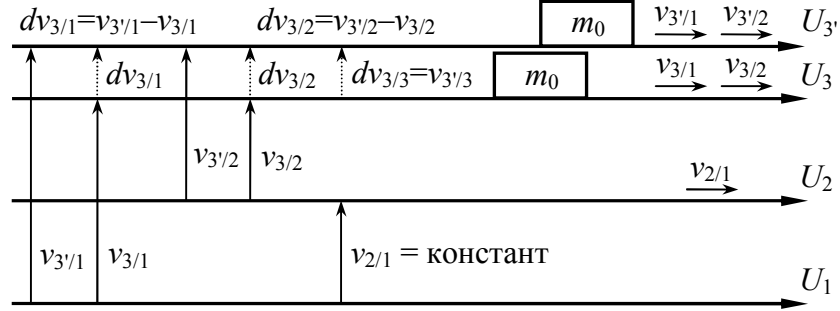 dv3/1=v3'/1–v3/1 dv3/2=v3'/2–v3/2 m0 v3'/1 v3'/2 U3'
dv3/1 dv3/2 dv3/3=v3'/3 m0 v3/1 v3/2 U3
v3'/2 v3/2 v2/1 U2
v3'/1 v3/1 v2/1 = констант U1